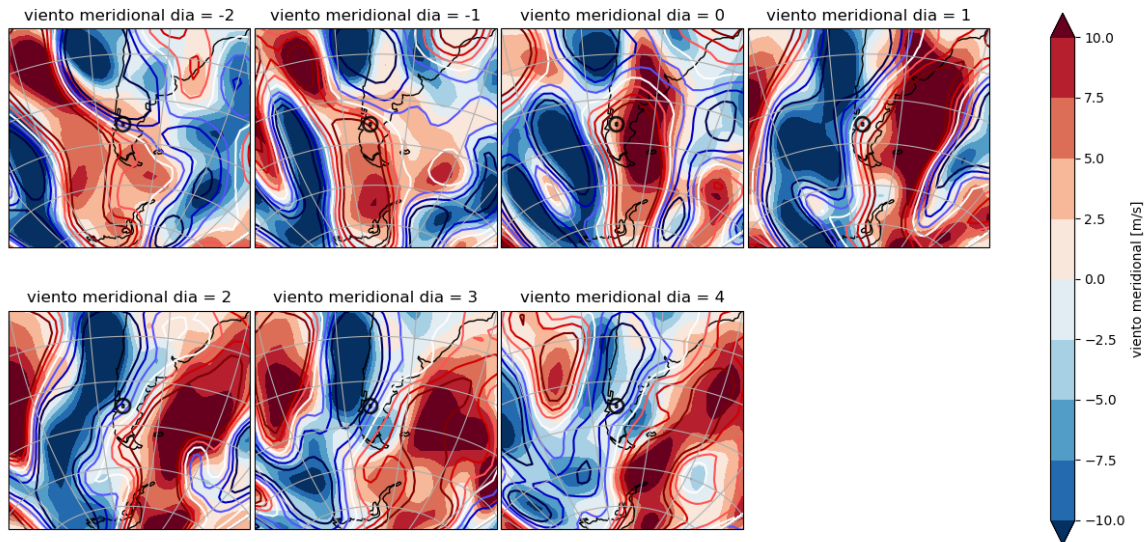 viento meridional dia = -2
viento meridional dia = -1
viento meridional dia = 0
viento meridional dia = 1
viento meridional dia = 2
viento meridional dia = 3
viento meridional dia = 4
10.0
7.5
5.0
2.5
0.0
−2.5
−5.0
−7.5
−10.0
viento meridional [m/s]